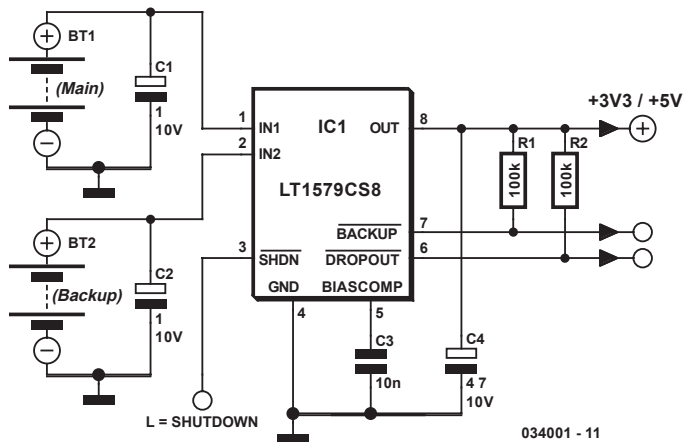 BT1
(Main)
C1
1
10V
BT2
(Backup)
C2
1
10V
L = SHUTDOWN
1
IN1
IC1
OUT
8
2
IN2
LT1579CS8
BACKUP
7
3
SHDN
DROPOUT
6
GND
BIASCOMP
4
5
C3
10n
C4
4 7
10V
R1
100k
R2
100k
+3V3 / +5V
034001 - 11